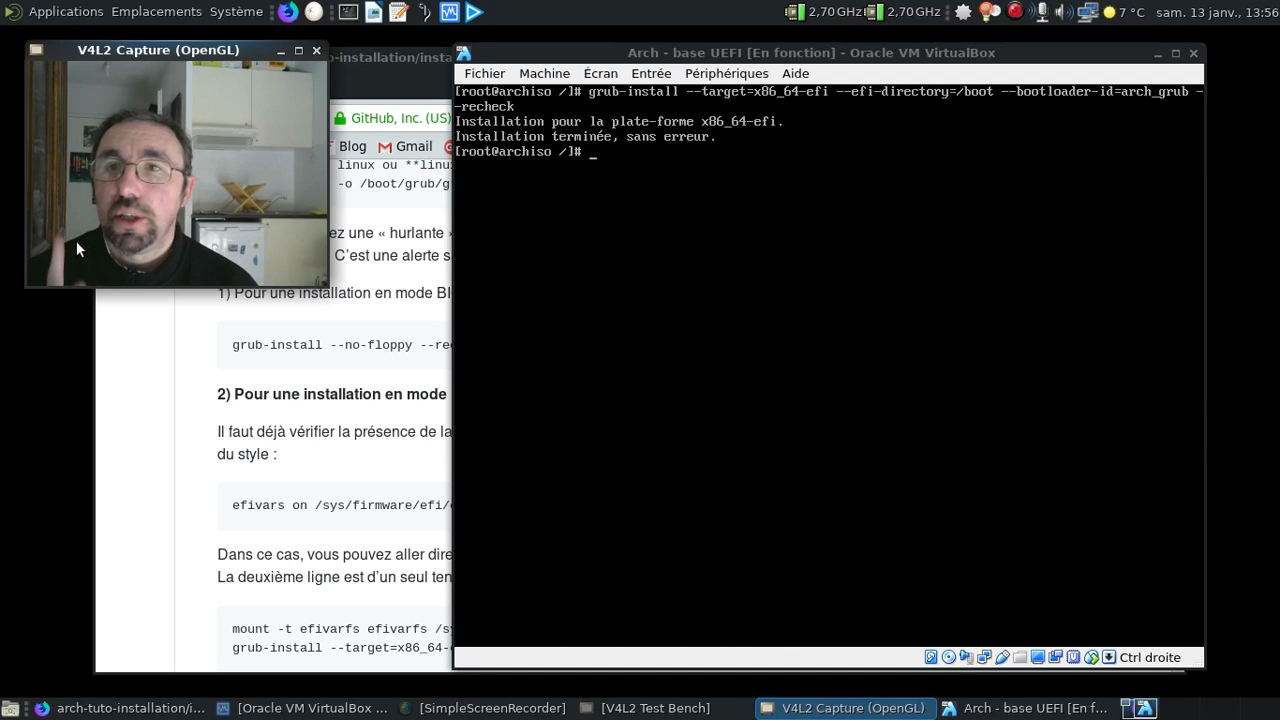 Applications Emplacements Système
2,70 GHz 2,70 GHz 7 °C sam. 13 janv., 13:56
V4L2 Capture (OpenGL)
o-installation/insta
GitHub, Inc. (US)
Blog Gmail
linux ou **linu
-o /boot/grub/g
ez une « hurlante »
C’est une alerte s
1) Pour une installation en mode BI
grub-install --no-floppy --re
2) Pour une installation en mode
Il faut déjà vérifier la présence de la
du style :
efivars on /sys/firmware/efi/
Dans ce cas, vous pouvez aller dire
La deuxième ligne est d’un seul ten
mount -t efivarfs efivarfs /s
grub-install --target=x86_64-
Arch - base UEFI [En fonction] - Oracle VM VirtualBox
Fichier Machine Écran Entrée Périphériques Aide
[root@archiso /]# grub-install --target=x86_64-efi --efi-directory=/boot --bootloader-id=arch_grub -
-recheck
Installation pour la plate-forme x86_64-efi.
Installation terminée, sans erreur.
[root@archiso /]# _
Ctrl droite
arch-tuto-installation/i... [Oracle VM VirtualBox ... [SimpleScreenRecorder] [V4L2 Test Bench] V4L2 Capture (OpenGL) Arch - base UEFI [En f...